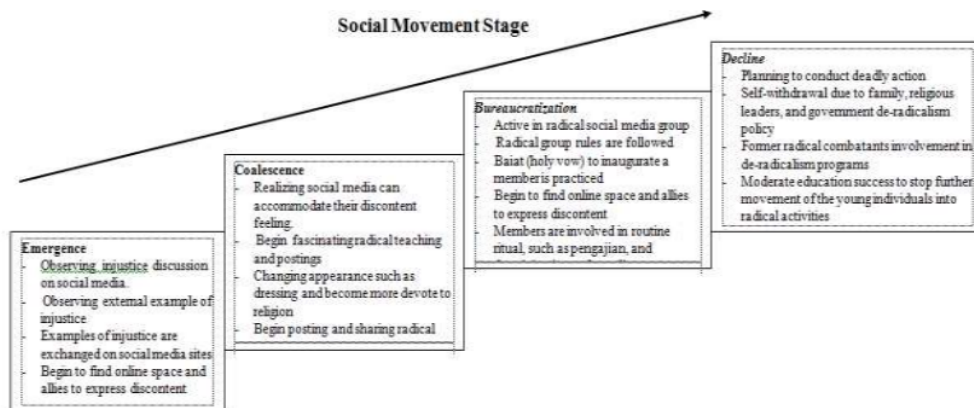 Social Movement Stage
Emergence
- Observing injustice discussion
on social media.
- Observing external example of
injustice
- Examples of injustice are
exchanged on social media sites
- Begin to find online space and
allies to express discontent
Coalescence
- Realizing social media can
accommodate their discontent
feeling.
- Begin fascinating radical teaching
and postings
- Changing appearance such as
dressing and become more devote to
religion
- Begin posting and sharing radical
Bureaucratization
- Active in radical social media group
- Radical group rules are followed
- Baiat (holy vow) to inaugurate a
member is practiced
- Begin to find online space and allies
to express discontent
- Members are involved in routine
ritual, such as pengajian, and
Decline
- Planning to conduct deadly action
- Self-withdrawal due to family, religious
leaders, and government de-radicalism
policy
- Former radical combatants involvement in
de-radicalism programs
- Moderate education success to stop further
movement of the young individuals into
radical activities